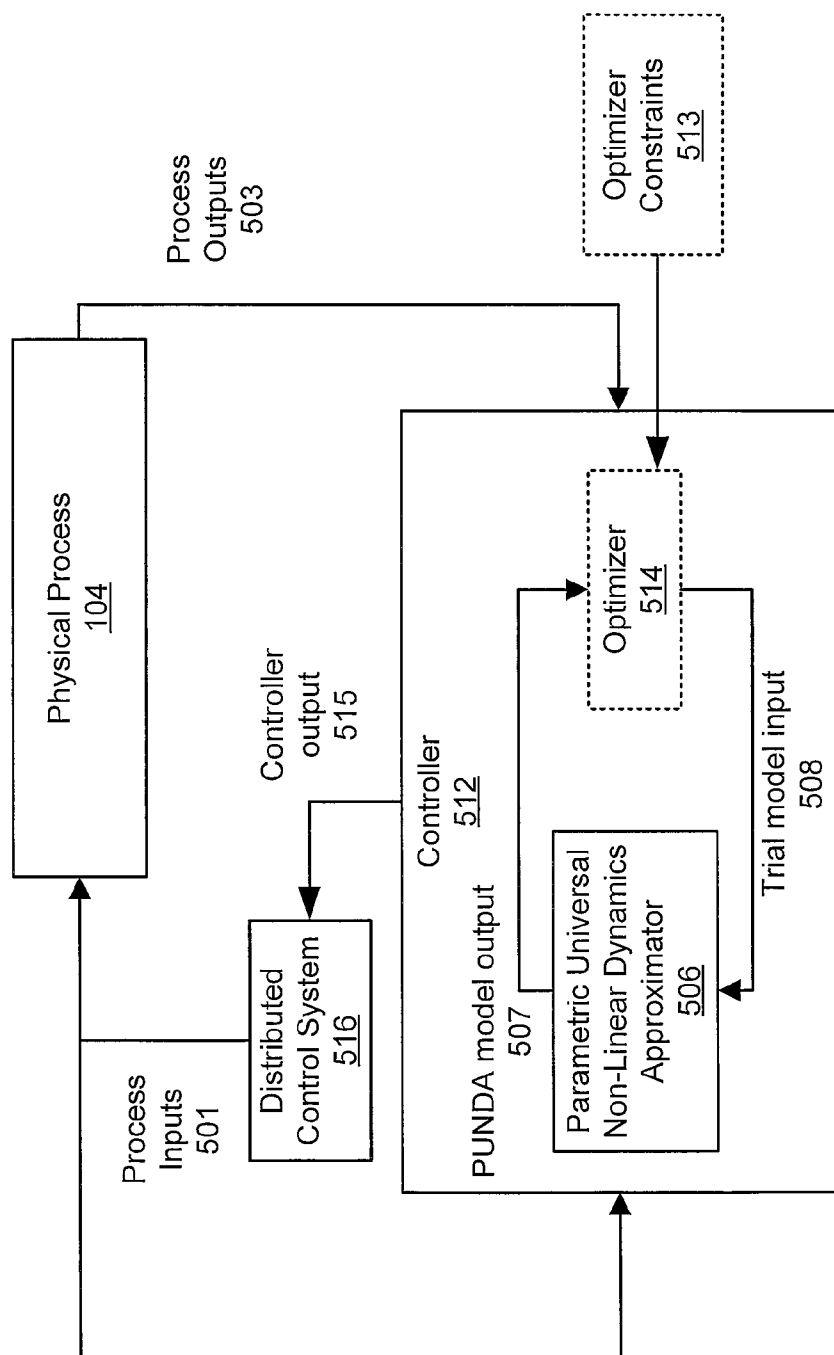 Physical Process
104
Process
Inputs
501
Process
Outputs
503
Distributed
Control System
516
Controller
output
515
Controller
512
PUNDA model output
507
Parametric Universal
Non-Linear Dynamics
Approximator
506
Optimizer
514
Trial model input
508
Optimizer
Constraints
513